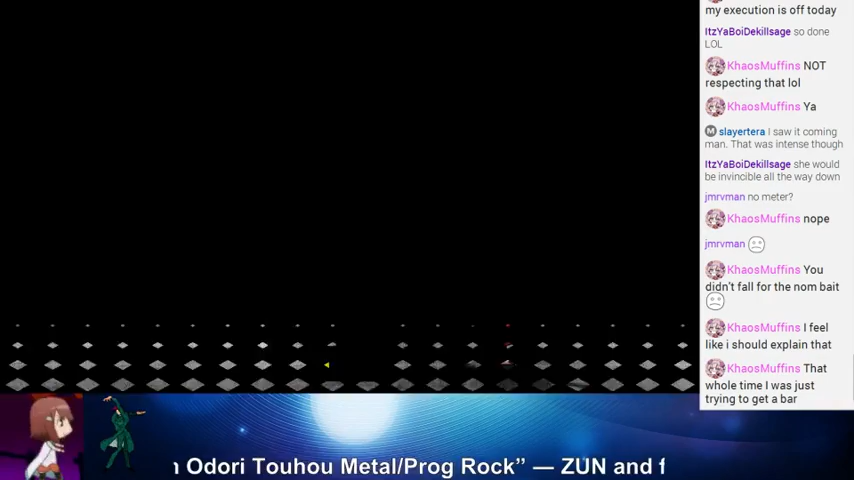 my execution is off today
ItzYaBoiDekillsage so done
LOL
KhaosMuffins NOT
respecting that lol
KhaosMuffins Ya
M slayertera I saw it coming
man. That was intense though
ItzYaBoiDekillsage she would
be invincible all the way down
jmrvman no meter?
KhaosMuffins nope
jmrvman
KhaosMuffins You
didn't fall for the nom bait
KhaosMuffins I feel
like i should explain that
KhaosMuffins That
whole time I was just
trying to get a bar
Odori Touhou Metal/Prog Rock” — ZUN and